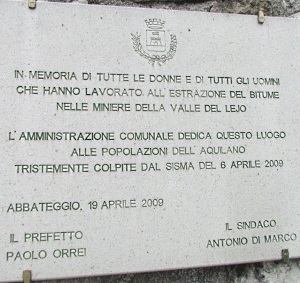 IN MEMORIA DI TUTTE LE DONNE E DI TUTTI GLI UOMINI
CHE HANNO LAVORATO ALL'ESTRAZIONE DEL BITUME
NELLE MINIERE DELLA VALLE DEL LEJO
L'AMMINISTRAZIONE COMUNALE DEDICA QUESTO LUOGO
ALLE POPOLAZIONI DELL'AQUILANO
TRISTEMENTE COLPITE DAL SISMA DEL 6 APRILE 2009
ABBATEGGIO, 19 APRILE 2009
IL PREFETTO
PAOLO ORREI
IL SINDACO
ANTONIO DI MARCO